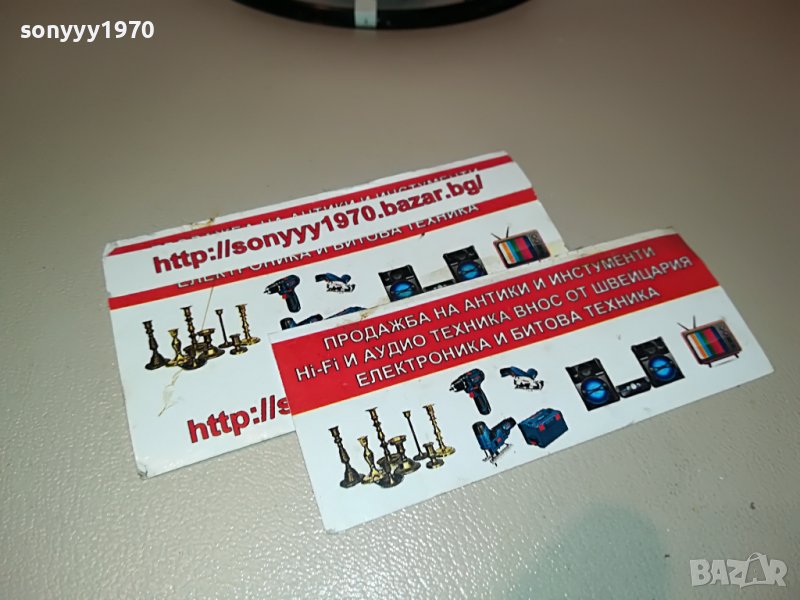 sonyyy1970
http://sonyyy1970.bazar.bg/
ЕЛЕКТРОНИКА И БИТОВА ТЕХНИКА
http://s
ПРОДАЖБА НА АНТИКИ И ИНСТУМЕНТИ
Hi-Fi И АУДИО ТЕХНИКА ВНОС ОТ ШВЕЙЦАРИЯ
ЕЛЕКТРОНИКА И БИТОВА ТЕХНИКА
BAZAR